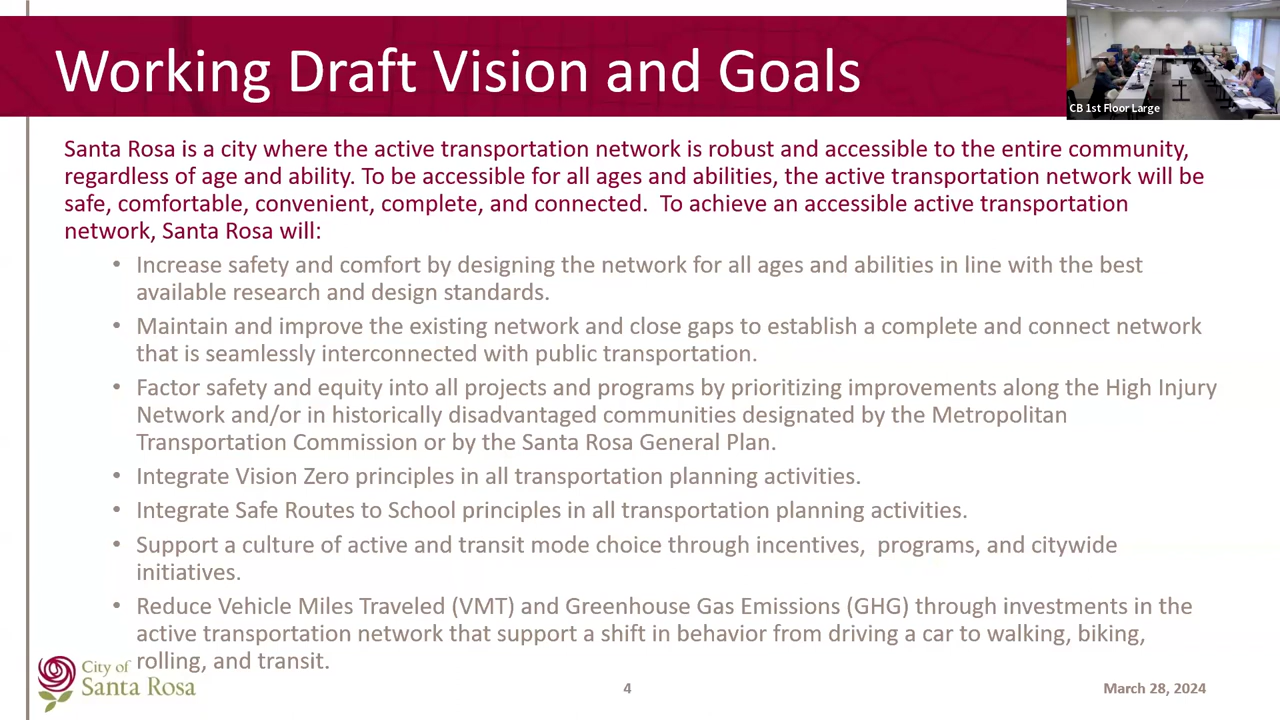 Working Draft Vision and Goals
CB 1st Floor Large
Santa Rosa is a city where the active transportation network is robust and accessible to the entire community,
regardless of age and ability. To be accessible for all ages and abilities, the active transportation network will be
safe, comfortable, convenient, complete, and connected.  To achieve an accessible active transportation
network, Santa Rosa will:
• Increase safety and comfort by designing the network for all ages and abilities in line with the best
available research and design standards.
• Maintain and improve the existing network and close gaps to establish a complete and connect network
that is seamlessly interconnected with public transportation.
• Factor safety and equity into all projects and programs by prioritizing improvements along the High Injury
Network and/or in historically disadvantaged communities designated by the Metropolitan
Transportation Commission or by the Santa Rosa General Plan.
• Integrate Vision Zero principles in all transportation planning activities.
• Integrate Safe Routes to School principles in all transportation planning activities.
• Support a culture of active and transit mode choice through incentives,  programs, and citywide
initiatives.
• Reduce Vehicle Miles Traveled (VMT) and Greenhouse Gas Emissions (GHG) through investments in the
active transportation network that support a shift in behavior from driving a car to walking, biking,
rolling, and transit.
City of
Santa Rosa
4
March 28, 2024